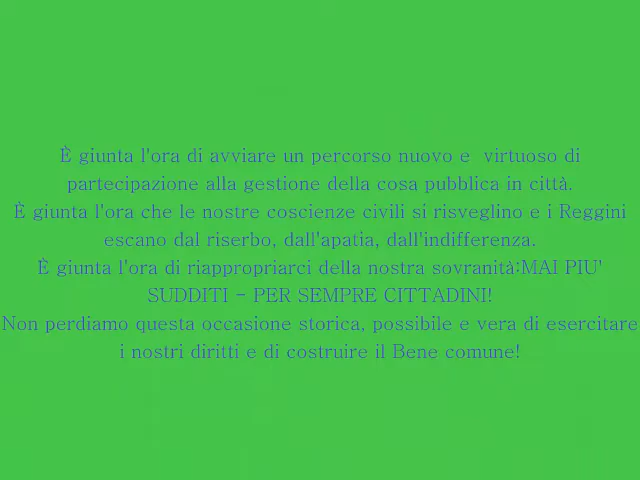 È giunta l'ora di avviare un percorso nuovo e  virtuoso di
partecipazione alla gestione della cosa pubblica in città.
È giunta l'ora che le nostre coscienze civili si risveglino e i Reggini
escano dal riserbo, dall'apatia, dall'indifferenza.
È giunta l'ora di riappropriarci della nostra sovranità:MAI PIU'
SUDDITI - PER SEMPRE CITTADINI!
Non perdiamo questa occasione storica, possibile e vera di esercitare
i nostri diritti e di costruire il Bene comune!